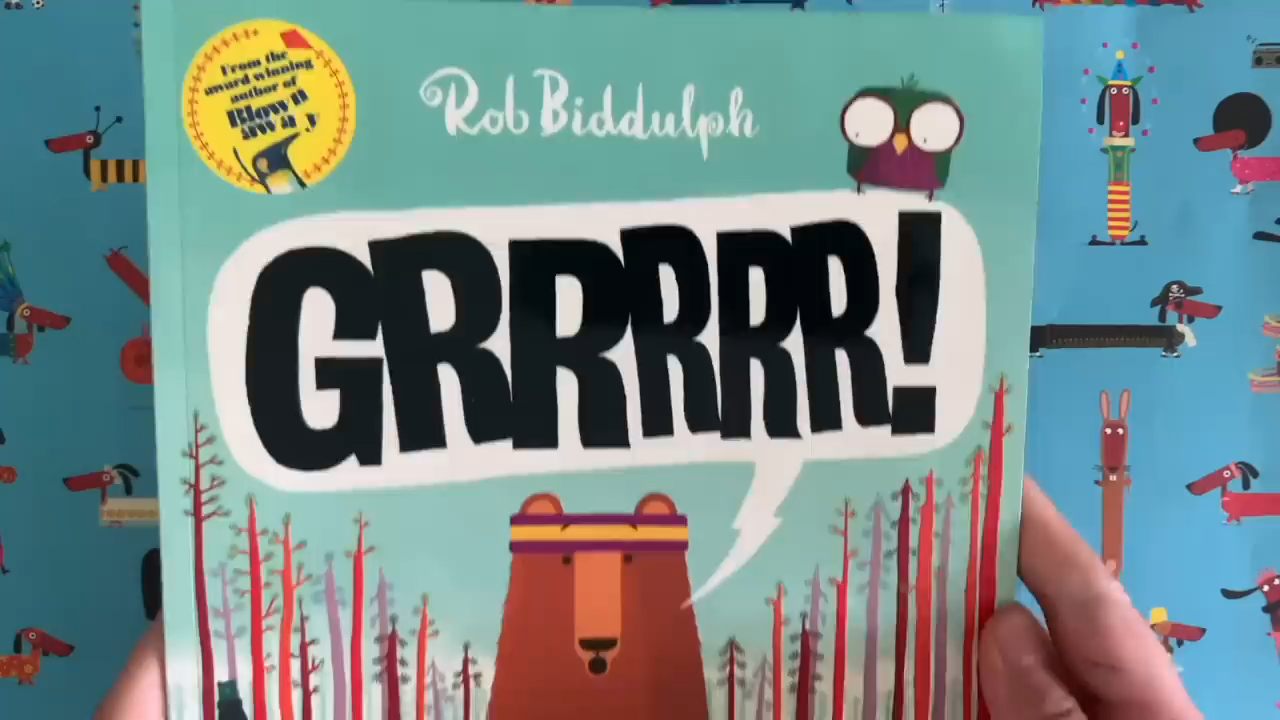 From the
award winning
author of
Blown
away
Rob Biddulph
GRRRRR!